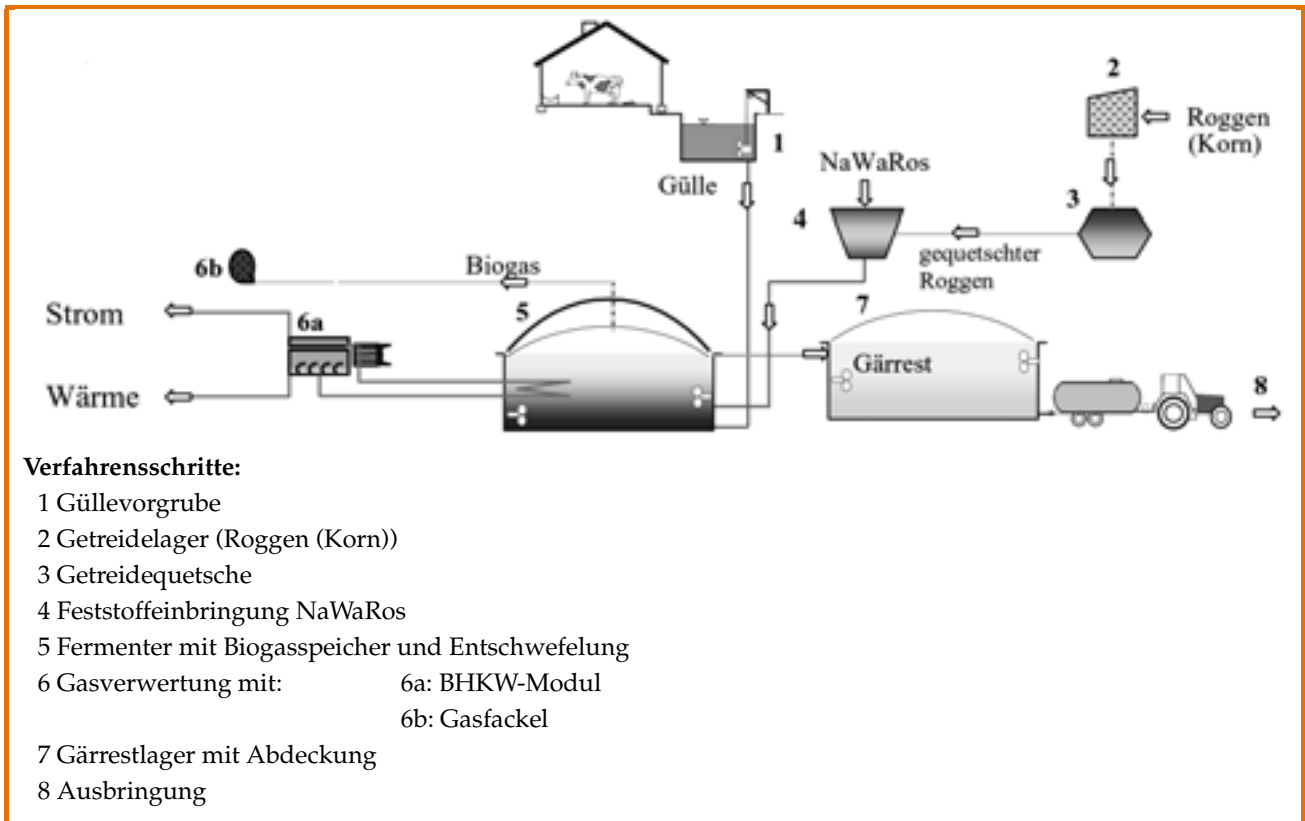 2
Roggen
(Korn)
1
NaWaRos
Gülle
3
4
gequetschter
Roggen
6b
Biogas
5
7
Strom
6a
Gärrest
Wärme
8
Verfahrensschritte:
1 Güllevorgrube
2 Getreidelager (Roggen (Korn))
3 Getreidequetsche
4 Feststoffeinbringung NaWaRos
5 Fermenter mit Biogasspeicher und Entschwefelung
6 Gasverwertung mit: 6a: BHKW-Modul
6b: Gasfackel
7 Gärrestlager mit Abdeckung
8 Ausbringung